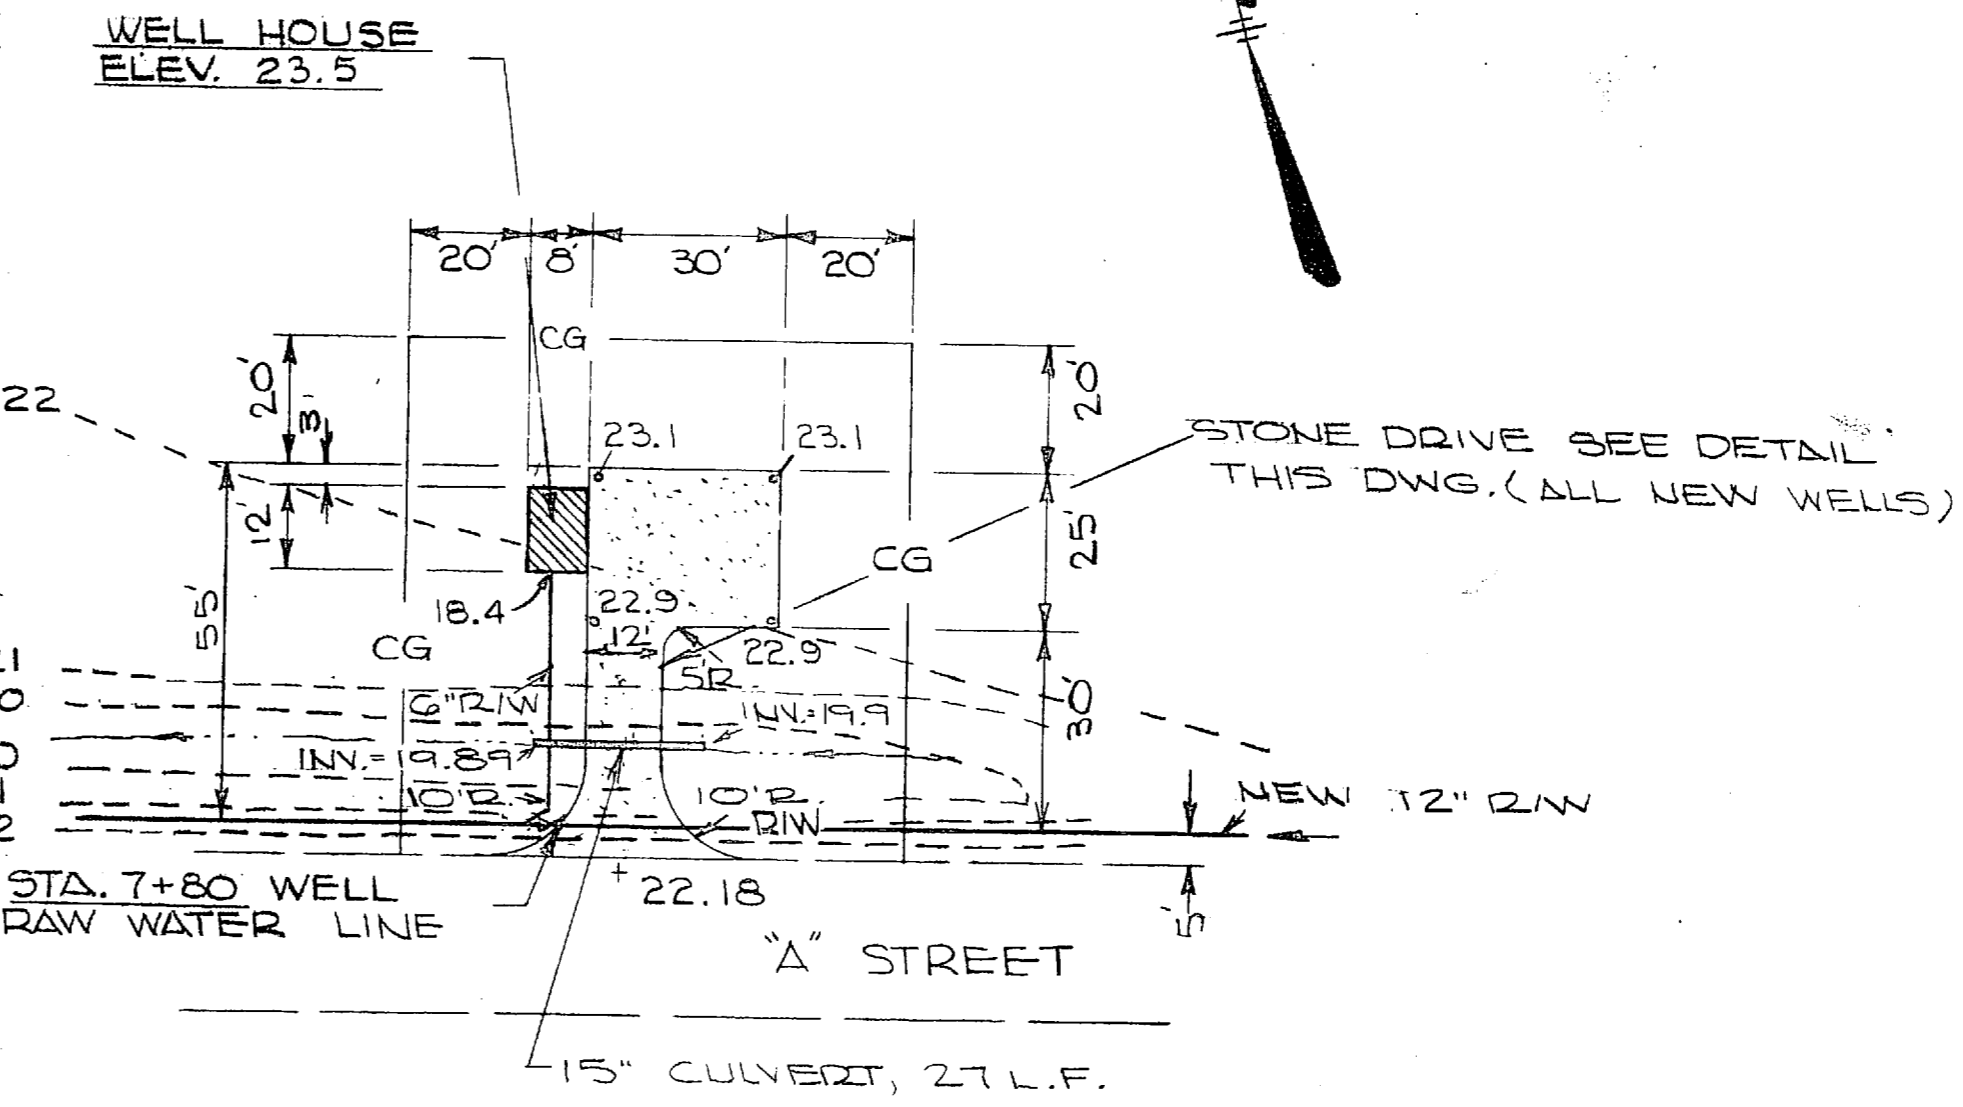 WELL HOUSE
ELEV. 23.5
20' 8' 30' 20'
CG
20'
3'
20'
22
23.1
23.1
STONE DRIVE SEE DETAIL
THIS DWG. (ALL NEW WELLS)
12'
25'
CG
55'
18.4
22.9
CG
12'
22.9
5'R.
6" R/W
INV.=19.9
30'
INV.=19.89
10'R.
10'R.
R/W
NEW 12" R/W
STA. 7+80 WELL
RAW WATER LINE
22.18
5'
"A" STREET
15" CULVERT, 27 L.F.